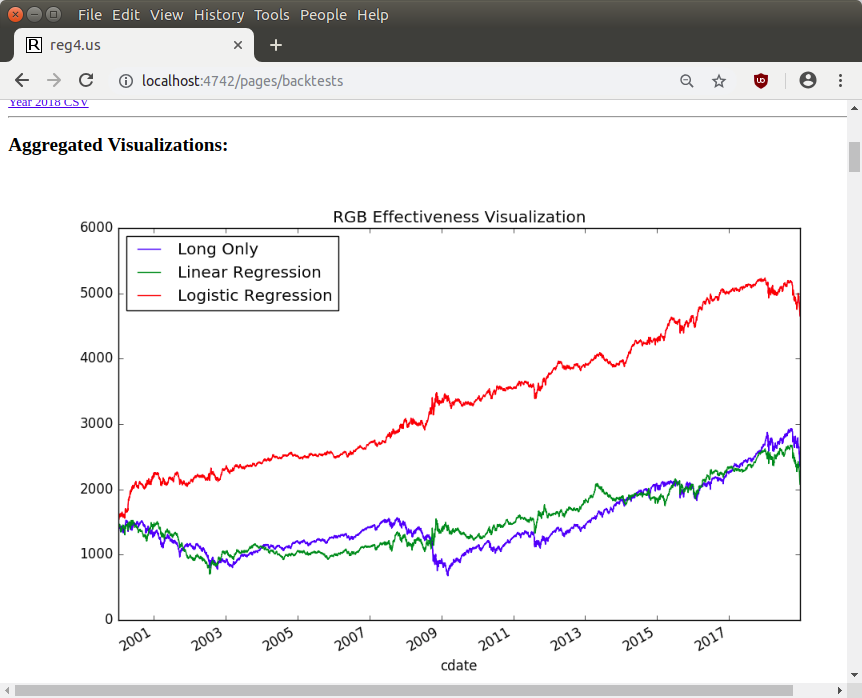 File Edit View History Tools People Help
reg4.us
localhost:4742/pages/backtests
Year 2018 CSV
Aggregated Visualizations:
RGB Effectiveness Visualization
Long Only
Linear Regression
Logistic Regression
6000
5000
4000
3000
2000
1000
0
2001 2003 2005 2007 2009 2011 2013 2015 2017
cdate